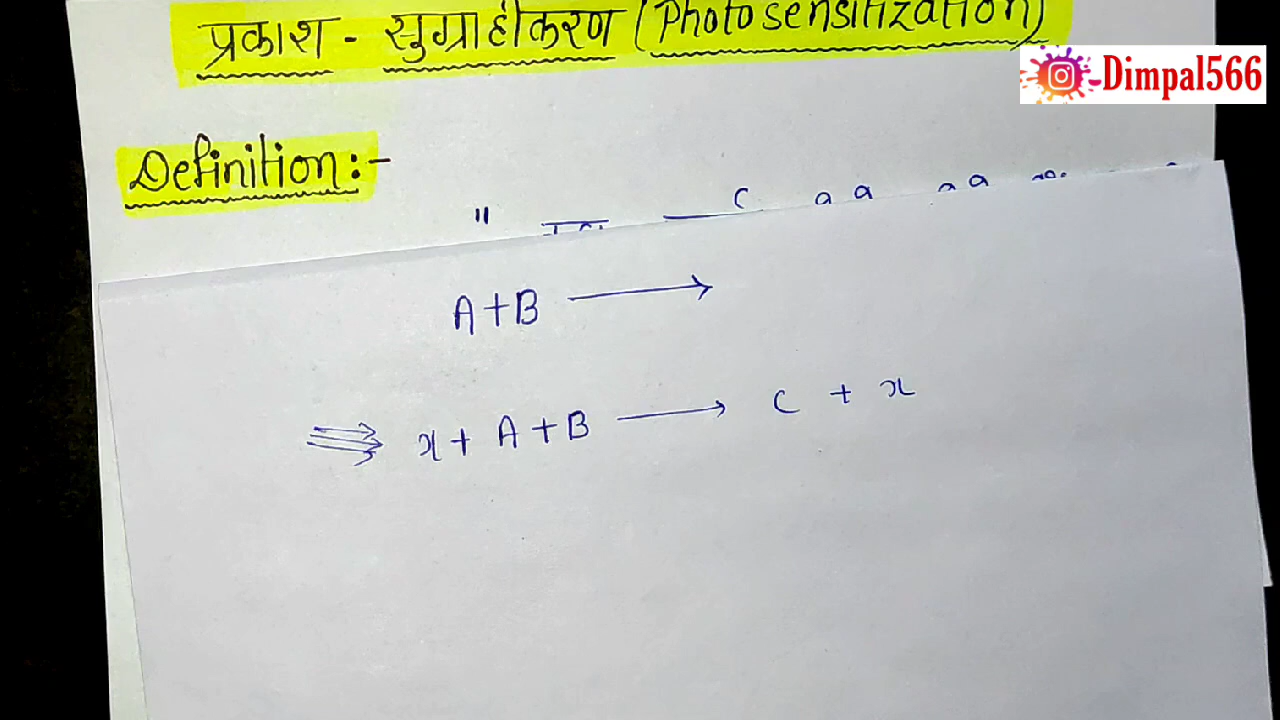 प्रकाश - सुग्राहीकरण (Photosensitization)
-Dimpal566
Definition:-
"
A+B ⟶
x + A + B ⟶ C + x